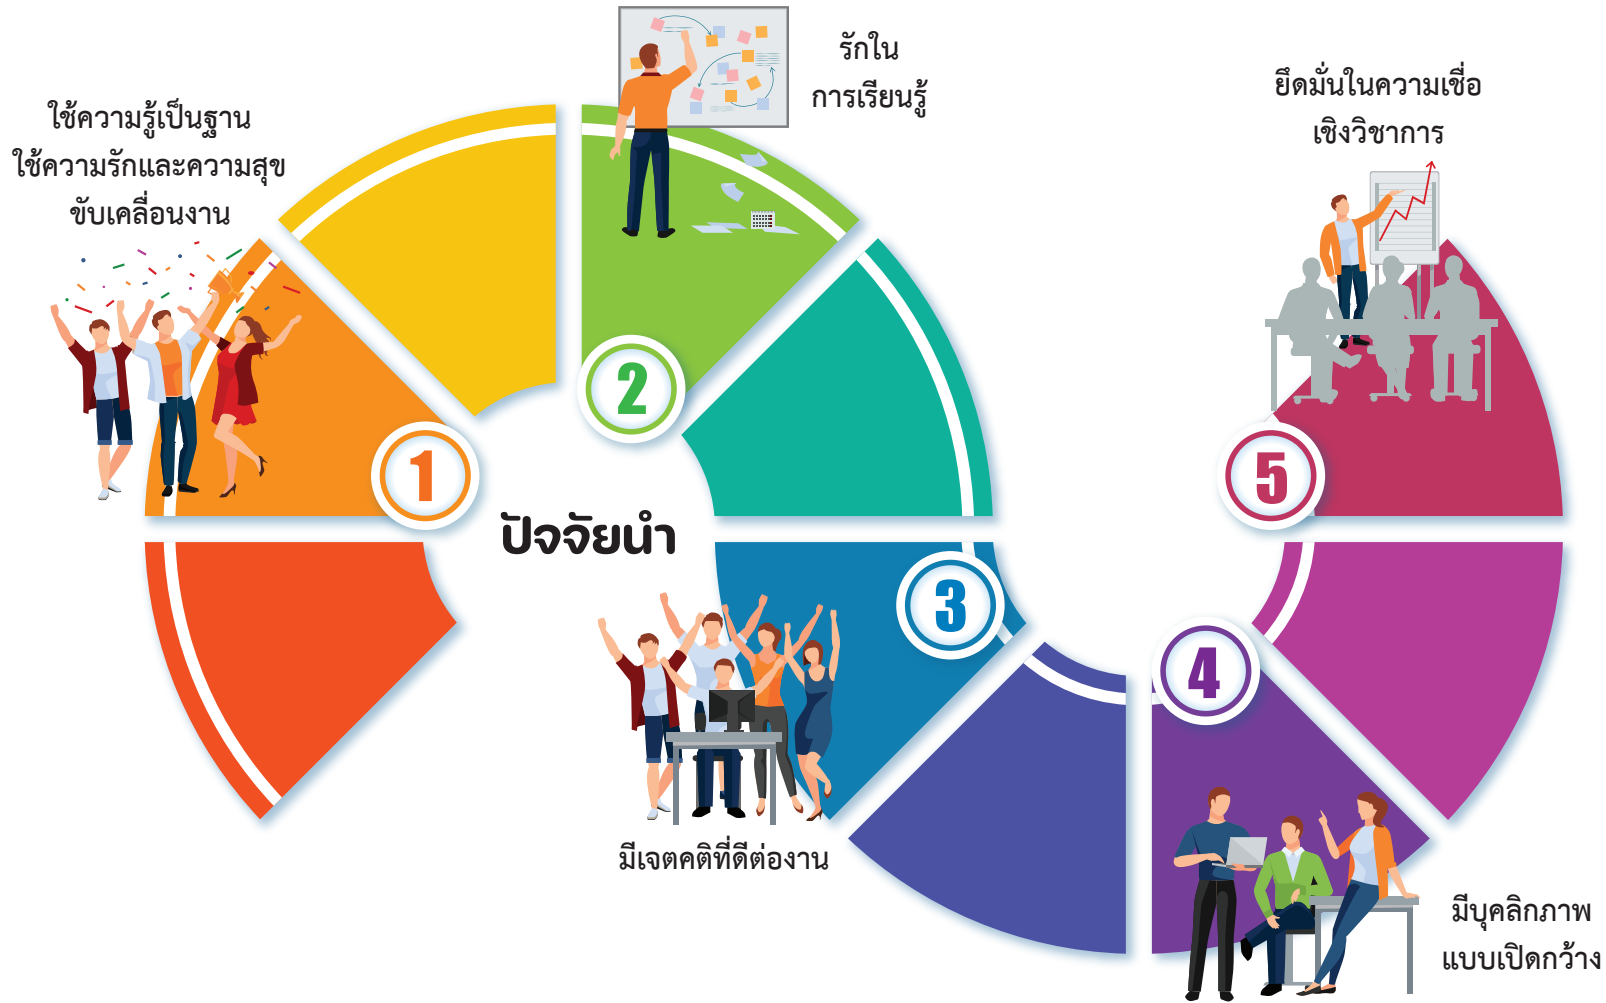 ใช้ความรู้เป็นฐาน
ใช้ความรักและความสุข
ขับเคลื่อนงาน
1
รักใน
การเรียนรู้
2
ปัจจัยนำ
3
มีเจตคติที่ดีต่องาน
4
มีบุคลิกภาพ
แบบเปิดกว้าง
ยึดมั่นในความเชื่อ
เชิงวิชาการ
5